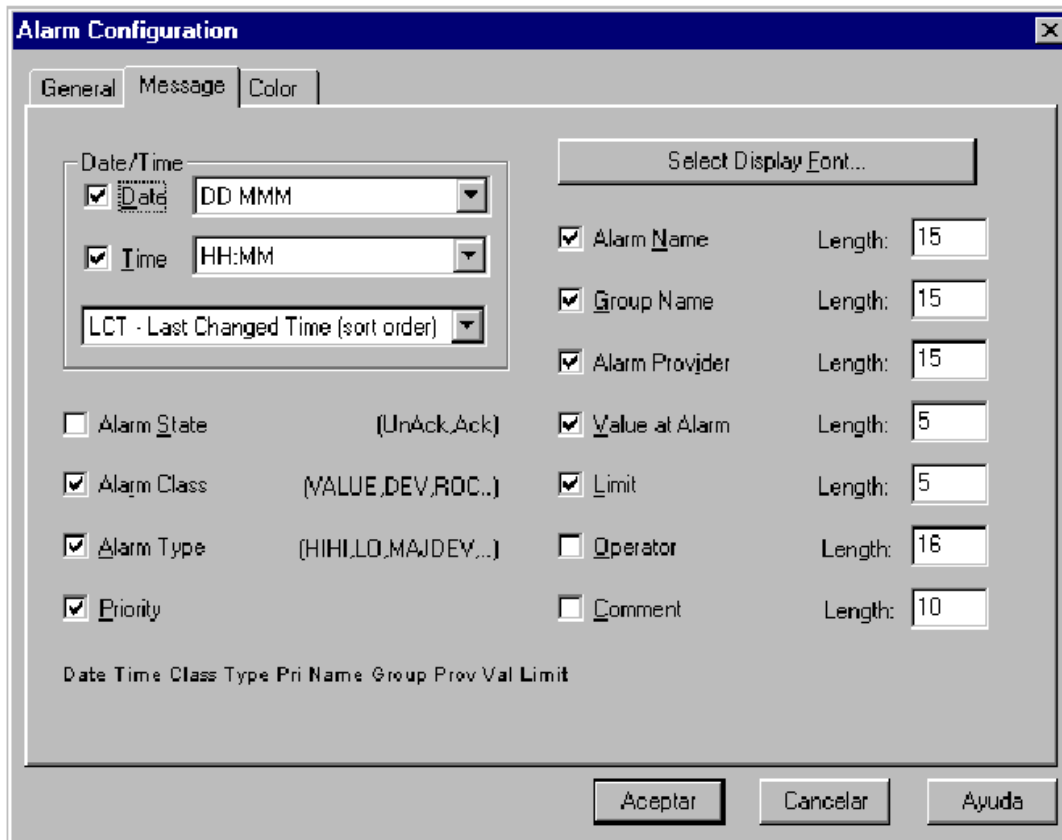 Alarm Configuration
General Message Color
Date/Time
Date DD MMM
Time HH:MM
LCT - Last Changed Time (sort order)
Alarm State (UnAck,Ack)
Alarm Class (VALUE,DEV,ROC..)
Alarm Type (HIHI,LO,MAJDEV,..)
Priority
Select Display Font...
Alarm Name Length: 15
Group Name Length: 15
Alarm Provider Length: 15
Value at Alarm Length: 5
Limit Length: 5
Operator Length: 16
Comment Length: 10
Date Time Class Type Pri Name Group Prov Val Limit
Aceptar Cancelar Ayuda